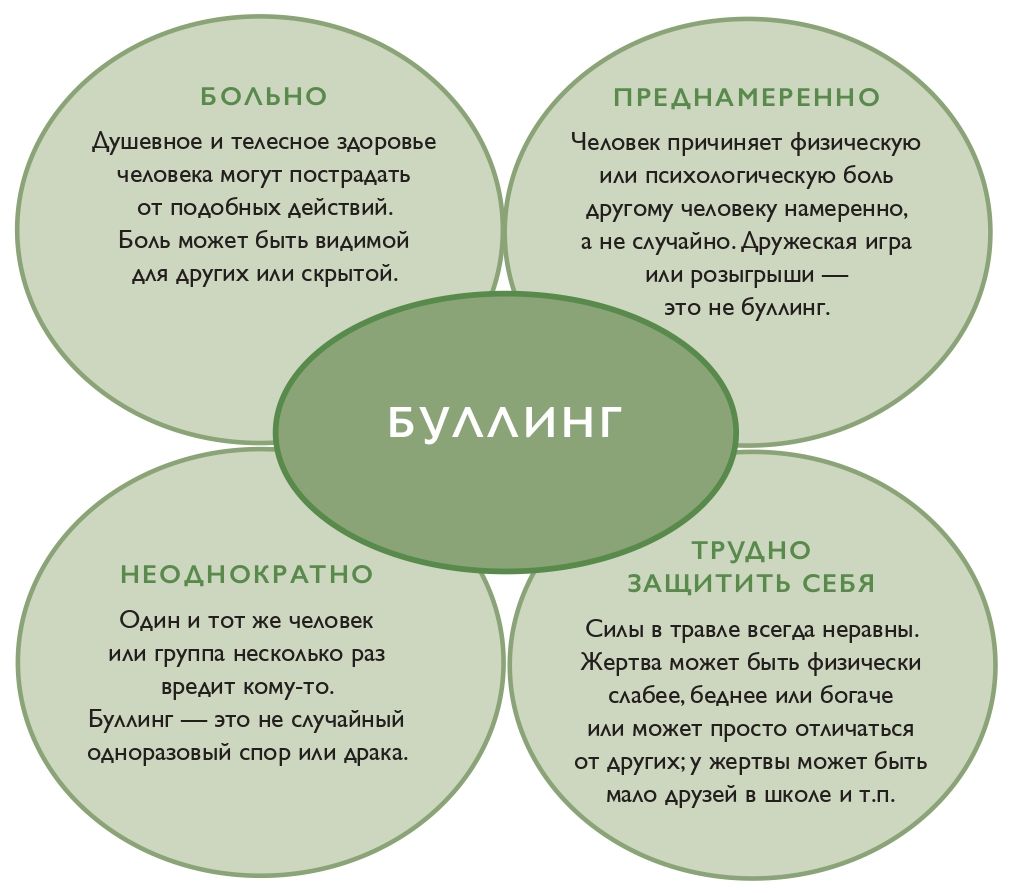 БОЛЬНО
Душевное и телесное здоровье
человека могут пострадать
от подобных действий.
Боль может быть видимой
для других или скрытой.
ПРЕДНАМЕРЕННО
Человек причиняет физическую
или психологическую боль
другому человеку намеренно,
а не случайно. Дружеская игра
или розыгрыши —
это не буллинг.
БУЛЛИНГ
НЕОДНОКРАТНО
Один и тот же человек
или группа несколько раз
вредит кому-то.
Буллинг — это не случайный
одноразовый спор или драка.
ТРУДНО
ЗАЩИТИТЬ СЕБЯ
Силы в травле всегда неравны.
Жертва может быть физически
слабее, беднее или богаче
или может просто отличаться
от других; у жертвы может быть
мало друзей в школе и т.п.